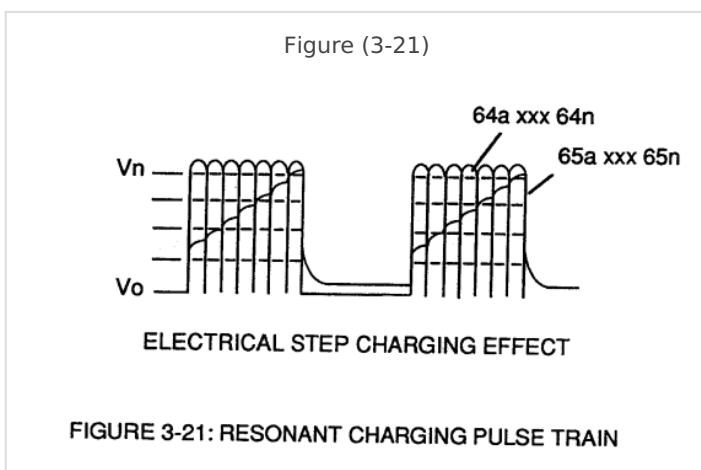 Figure (3-21)
64a xxx 64n
65a xxx 65n
Vn
Vo
ELECTRICAL STEP CHARGING EFFECT
FIGURE 3-21: RESONANT CHARGING PULSE TRAIN